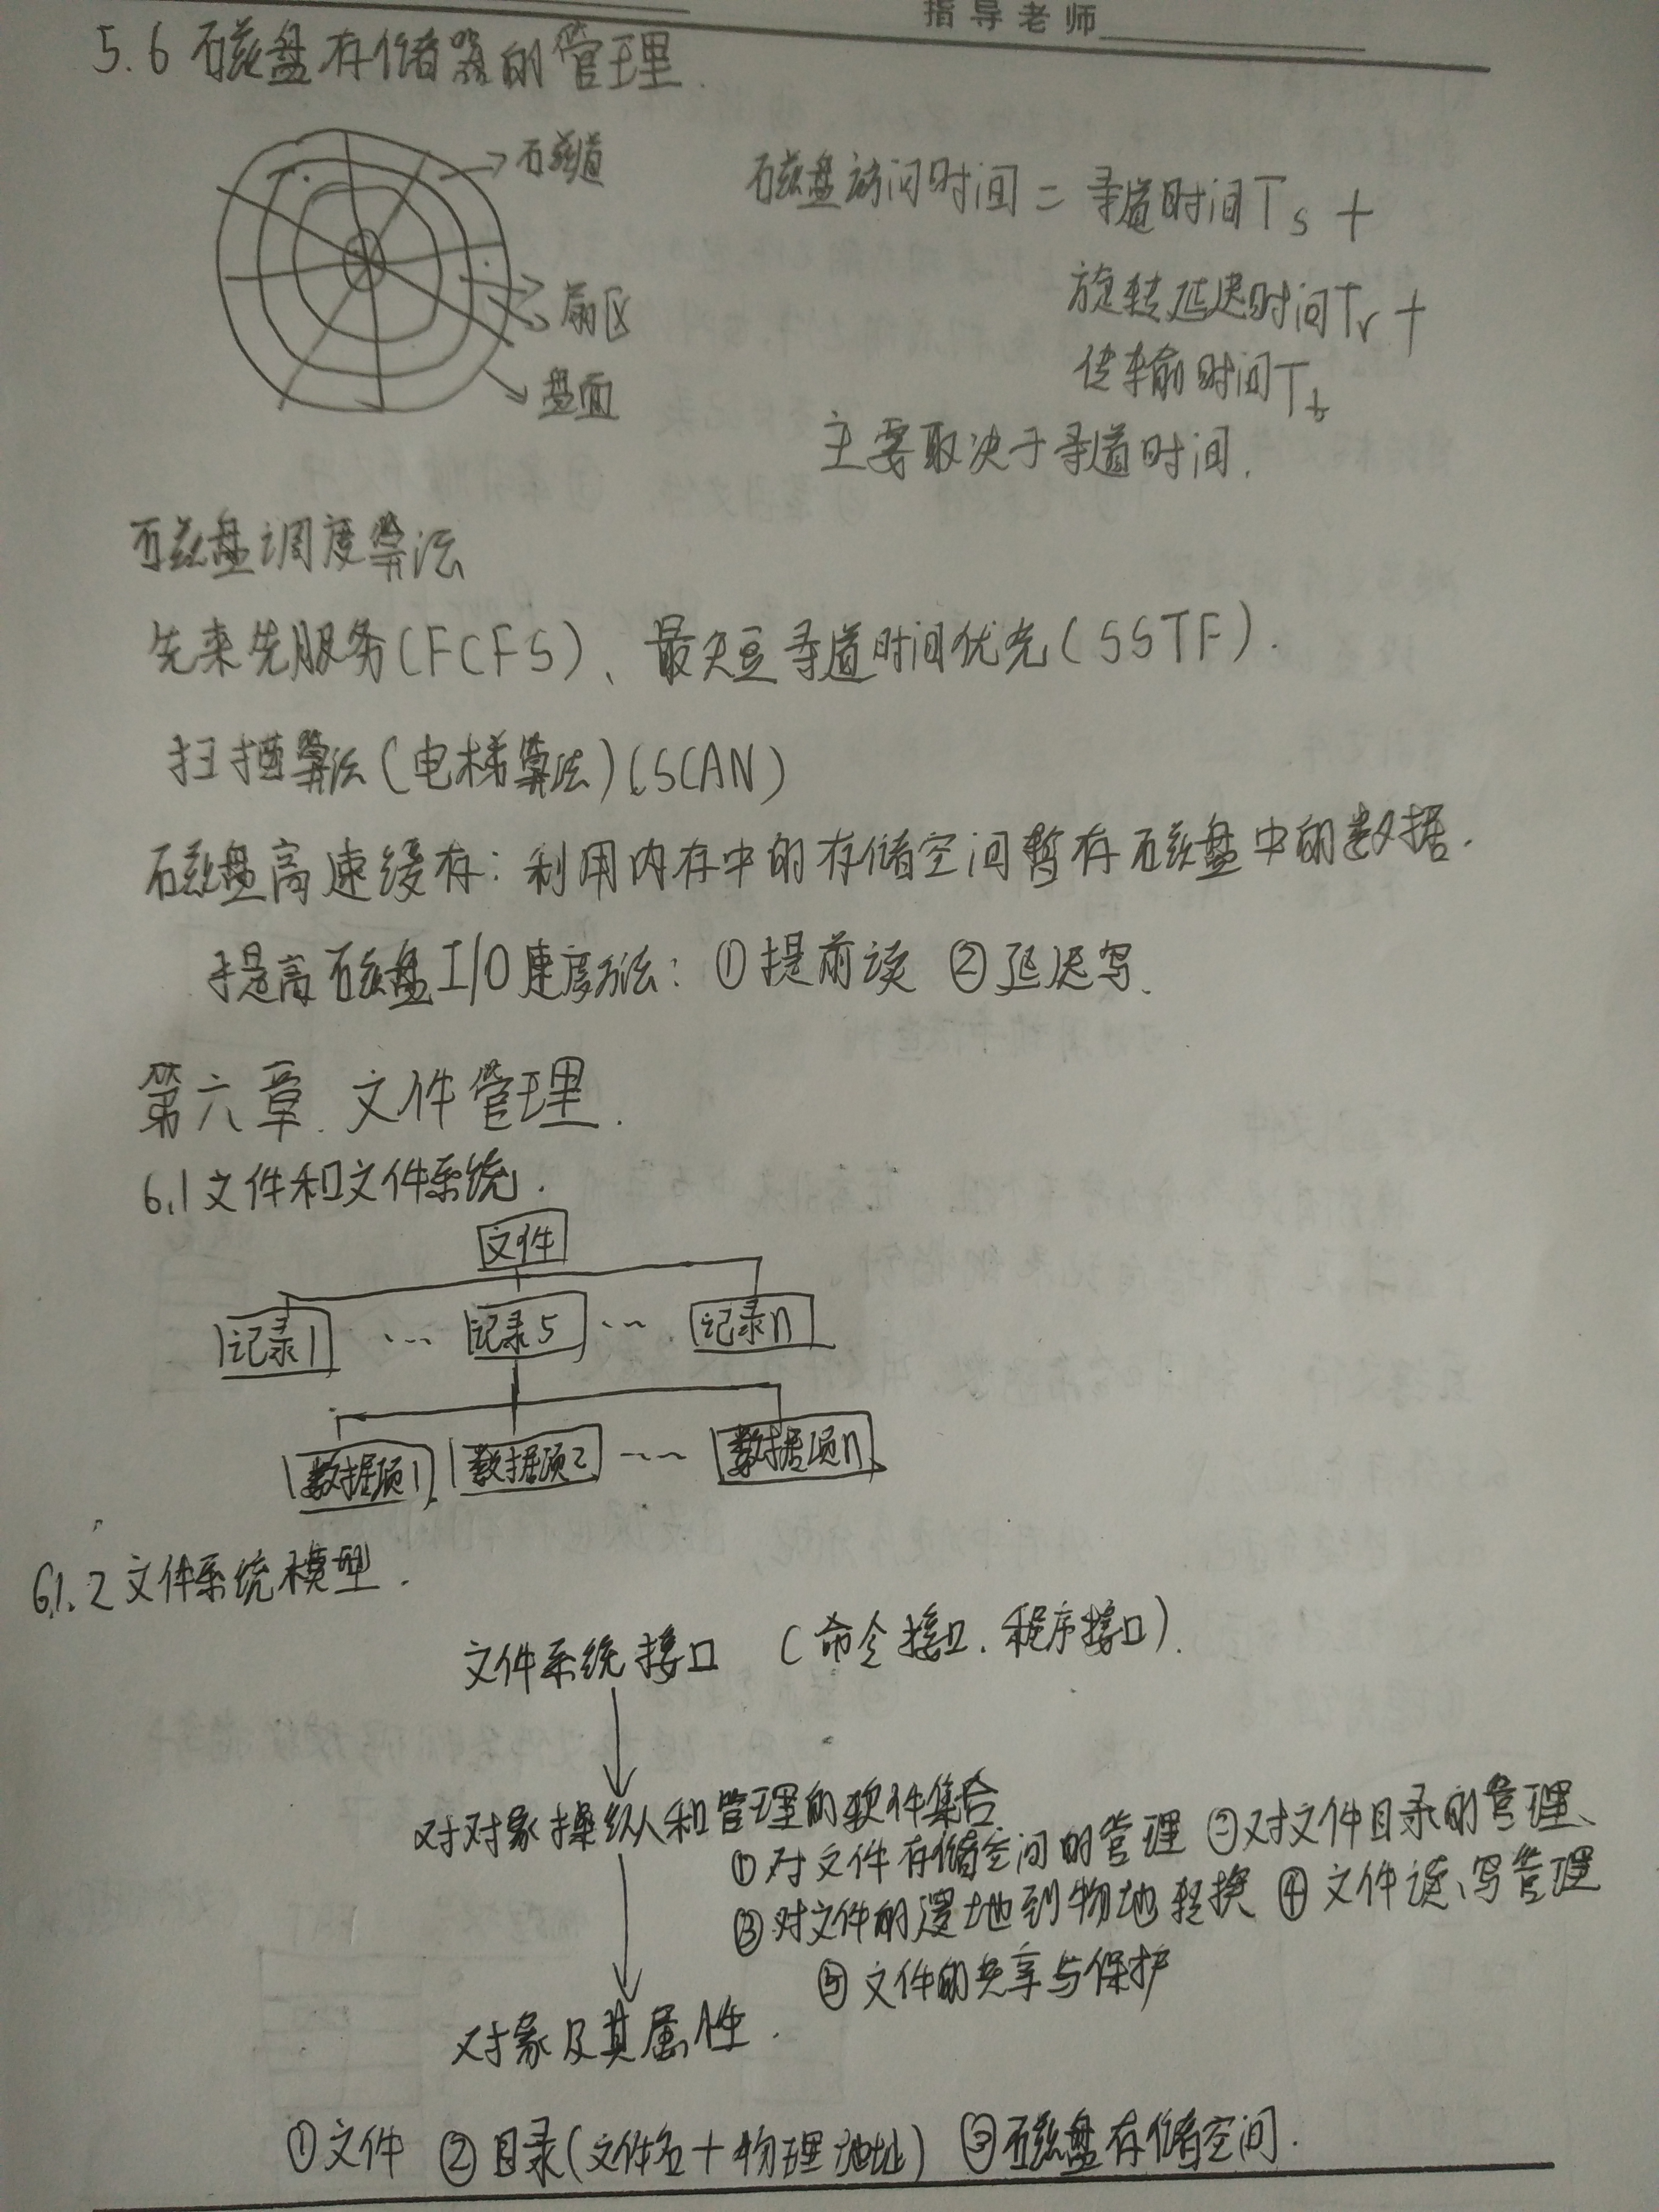 指导老师
5.6 磁盘存储器的管理.
磁道
扇区
盘面
磁盘访问时间 = 寻道时间Ts +
旋转延迟时间Tr +
传输时间Tt
主要取决于寻道时间.
磁盘调度算法
先来先服务(FCFS)、最短寻道时间优先(SSTF).
扫描算法(电梯算法)(SCAN)
磁盘高速缓存: 利用内存中的存储空间暂存磁盘中的数据.
提高磁盘I/O速度方法: ①提前读 ②延迟写.
第六章. 文件管理.
6.1文件和文件系统.
文件
记录1 … 记录5 … 记录n
数据项1 数据项2 … 数据项n
6.1.2文件系统模型.
文件系统接口 (命令接口、程序接口).
对对象操纵和管理的软件集合
①对文件存储空间的管理 ②对文件目录的管理、
③对文件的逻地到物地转换 ④文件读、写管理
⑤文件的共享与保护
对象及其属性.
①文件 ②目录(文件名+物理地址) ③磁盘存储空间.